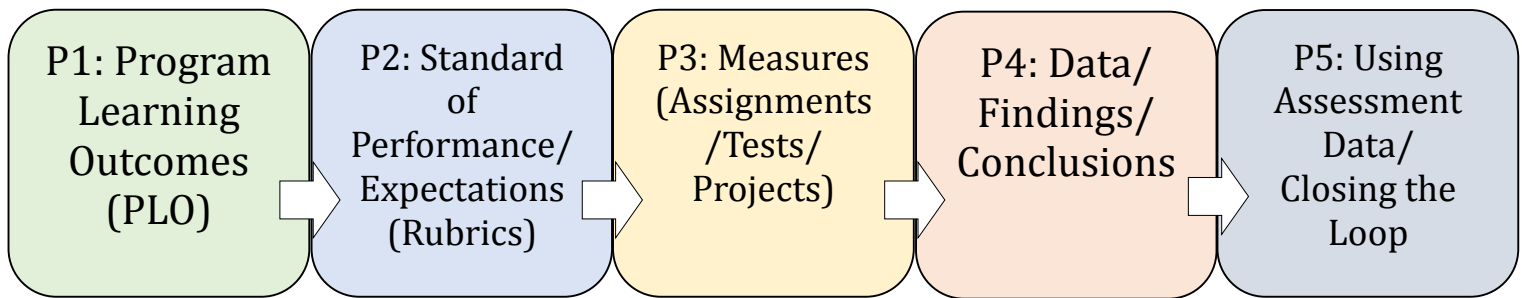 P1: Program
Learning
Outcomes
(PLO)
P2: Standard
of
Performance/
Expectations
(Rubrics)
P3: Measures
(Assignments
/Tests/
Projects)
P4: Data/
Findings/
Conclusions
P5: Using
Assessment
Data/
Closing the
Loop